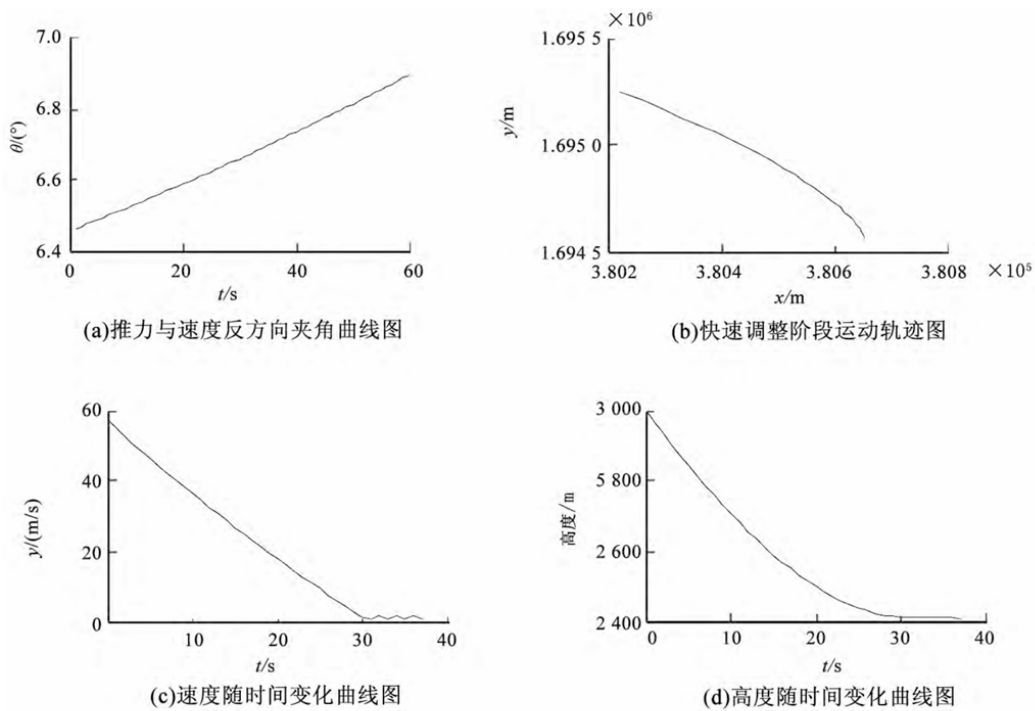 7.0
6.8
6.6
6.4
θ/(°)
0
20
40
60
t/s
(a)推力与速度反方向夹角曲线图
×10⁶
1.695 5
1.695 0
1.694 5
y/m
3.802
3.804
3.806
3.808
×10⁵
x/m
(b)快速调整阶段运动轨迹图
60
40
20
0
y/(m/s)
10
20
30
40
t/s
(c)速度随时间变化曲线图
3 000
5 800
2 600
2 400
高度/m
0
10
20
30
40
t/s
(d)高度随时间变化曲线图